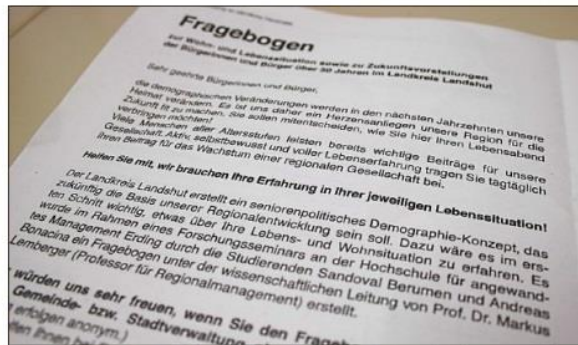 Fragebogen
zur Wohn- und Lebenssituation sowie zu Zukunftsvorstellungen
der Bürgerinnen und Bürger über 50 Jahren im Landkreis Landshut
Sehr geehrte Bürgerinnen und Bürger,
die demographischen Veränderungen werden in den nächsten Jahrzehnten unsere
Heimat verändern. Es ist uns daher ein Herzensanliegen unsere Region für die
Zukunft fit zu machen. Sie sollen mitentscheiden, wie Sie hier Ihren Lebensabend
verbringen möchten!
Viele Menschen aller Altersstufen leisten bereits wichtige Beiträge für unsere
Gesellschaft. Aktiv, selbstbewusst und voller Lebenserfahrung tragen Sie tagtäglich
Ihren Beitrag für das Wachstum einer regionalen Gesellschaft bei.
Helfen Sie mit, wir brauchen Ihre Erfahrung in Ihrer jeweiligen Lebenssituation!
Der Landkreis Landshut erstellt ein seniorenpolitisches Demographie-Konzept, das
zukünftig die Basis unserer Regionalentwicklung sein soll. Dazu wäre es im ers-
ten Schritt wichtig, etwas über Ihre Lebens- und Wohnsituation zu erfahren. Es
wurde im Rahmen eines Forschungsseminars an der Hochschule für angewand-
tes Management Erding durch die Studierenden Sandoval Berumen und Andreas
Bonacina ein Fragebogen unter der wissenschaftlichen Leitung von Prof. Dr. Markus
Lemberger (Professor für Regionalmanagement) erstellt.
würden uns sehr freuen, wenn Sie den Frageb
Gemeinde- bzw. Stadtverwaltung
erfolgen anonym.)
Ihnen bei